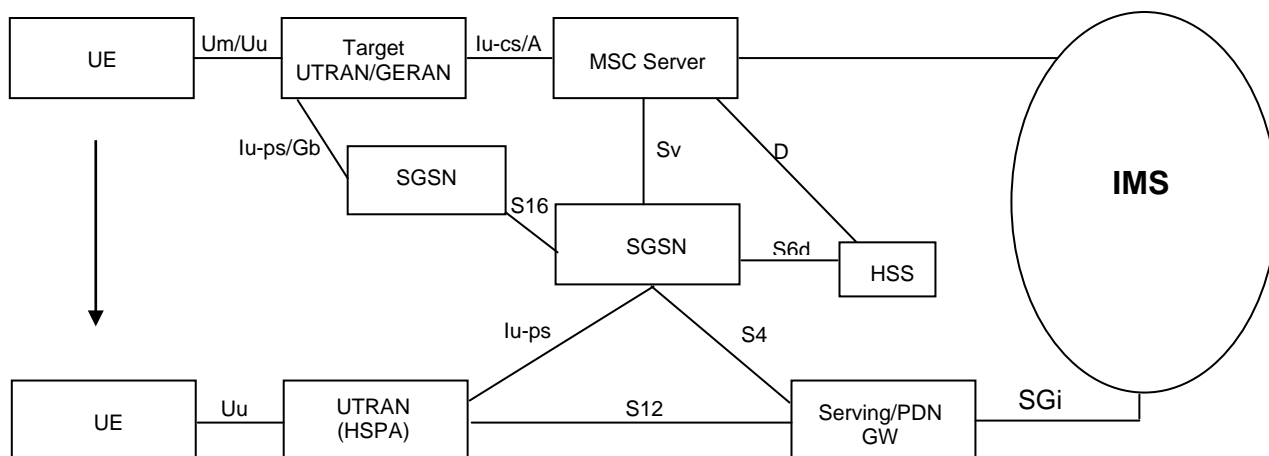 UE
Um/Uu
Target
UTRAN/GERAN
Iu-cs/A
MSC Server
Iu-ps/Gb
SGSN
S16
Sv
D
IMS
SGSN
S6d
HSS
Iu-ps
S4
UE
Uu
UTRAN
(HSPA)
S12
Serving/PDN
GW
SGi